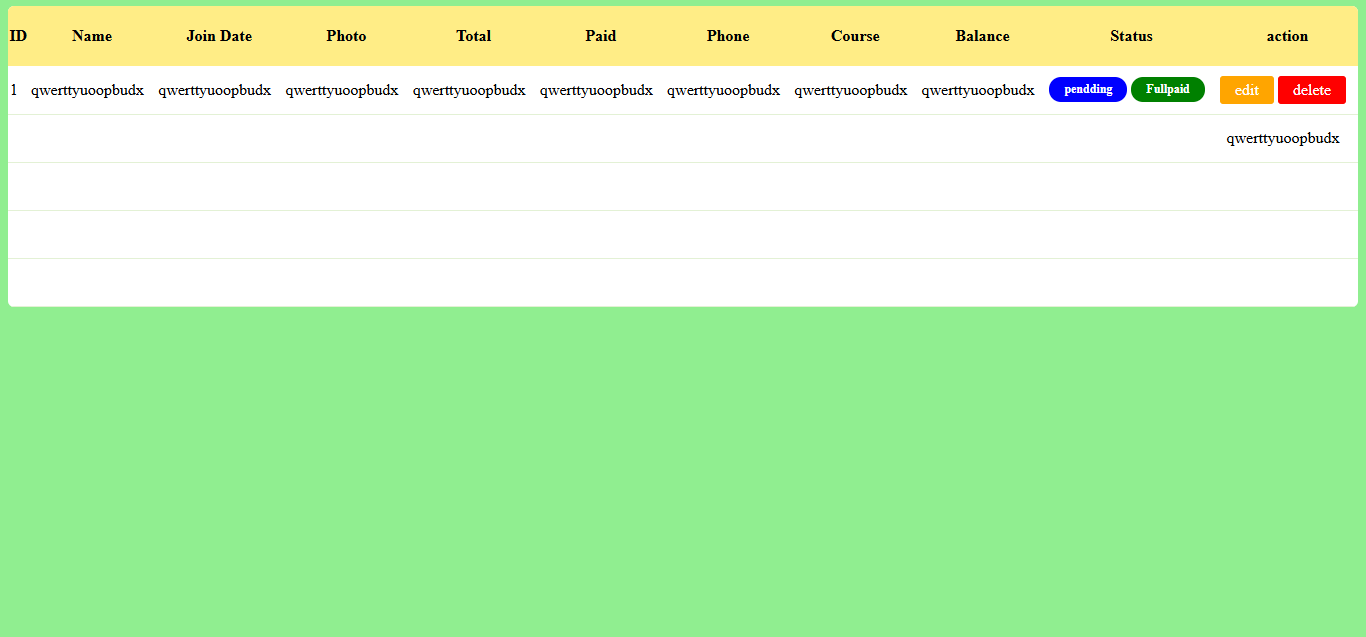 ID Name Join Date Photo Total Paid Phone Course Balance Status action
1 qwerttyuoopbudx qwerttyuoopbudx qwerttyuoopbudx qwerttyuoopbudx qwerttyuoopbudx qwerttyuoopbudx qwerttyuoopbudx qwerttyuoopbudx pendding Fullpaid edit delete
qwerttyuoopbudx